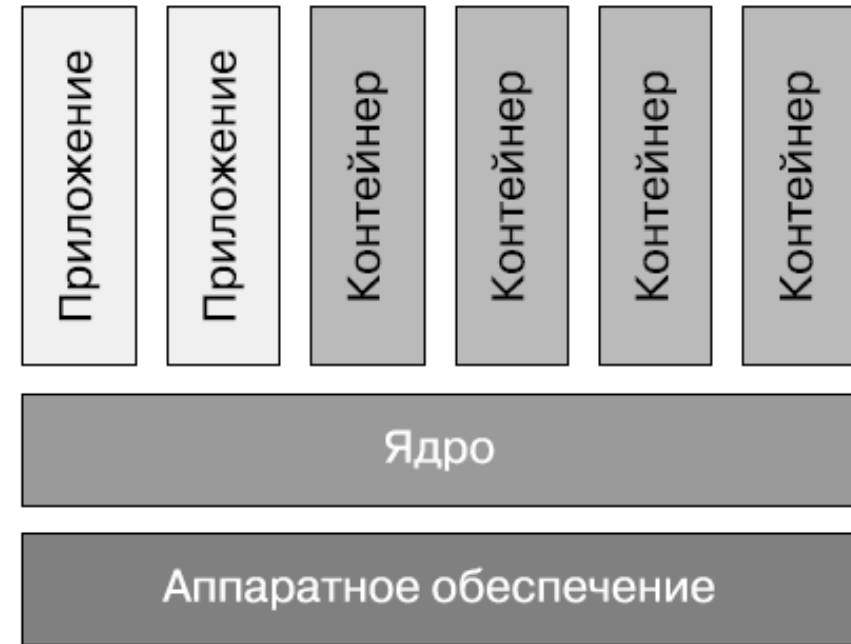 Приложение
Приложение
Контейнер
Контейнер
Контейнер
Контейнер
Ядро
Аппаратное обеспечение